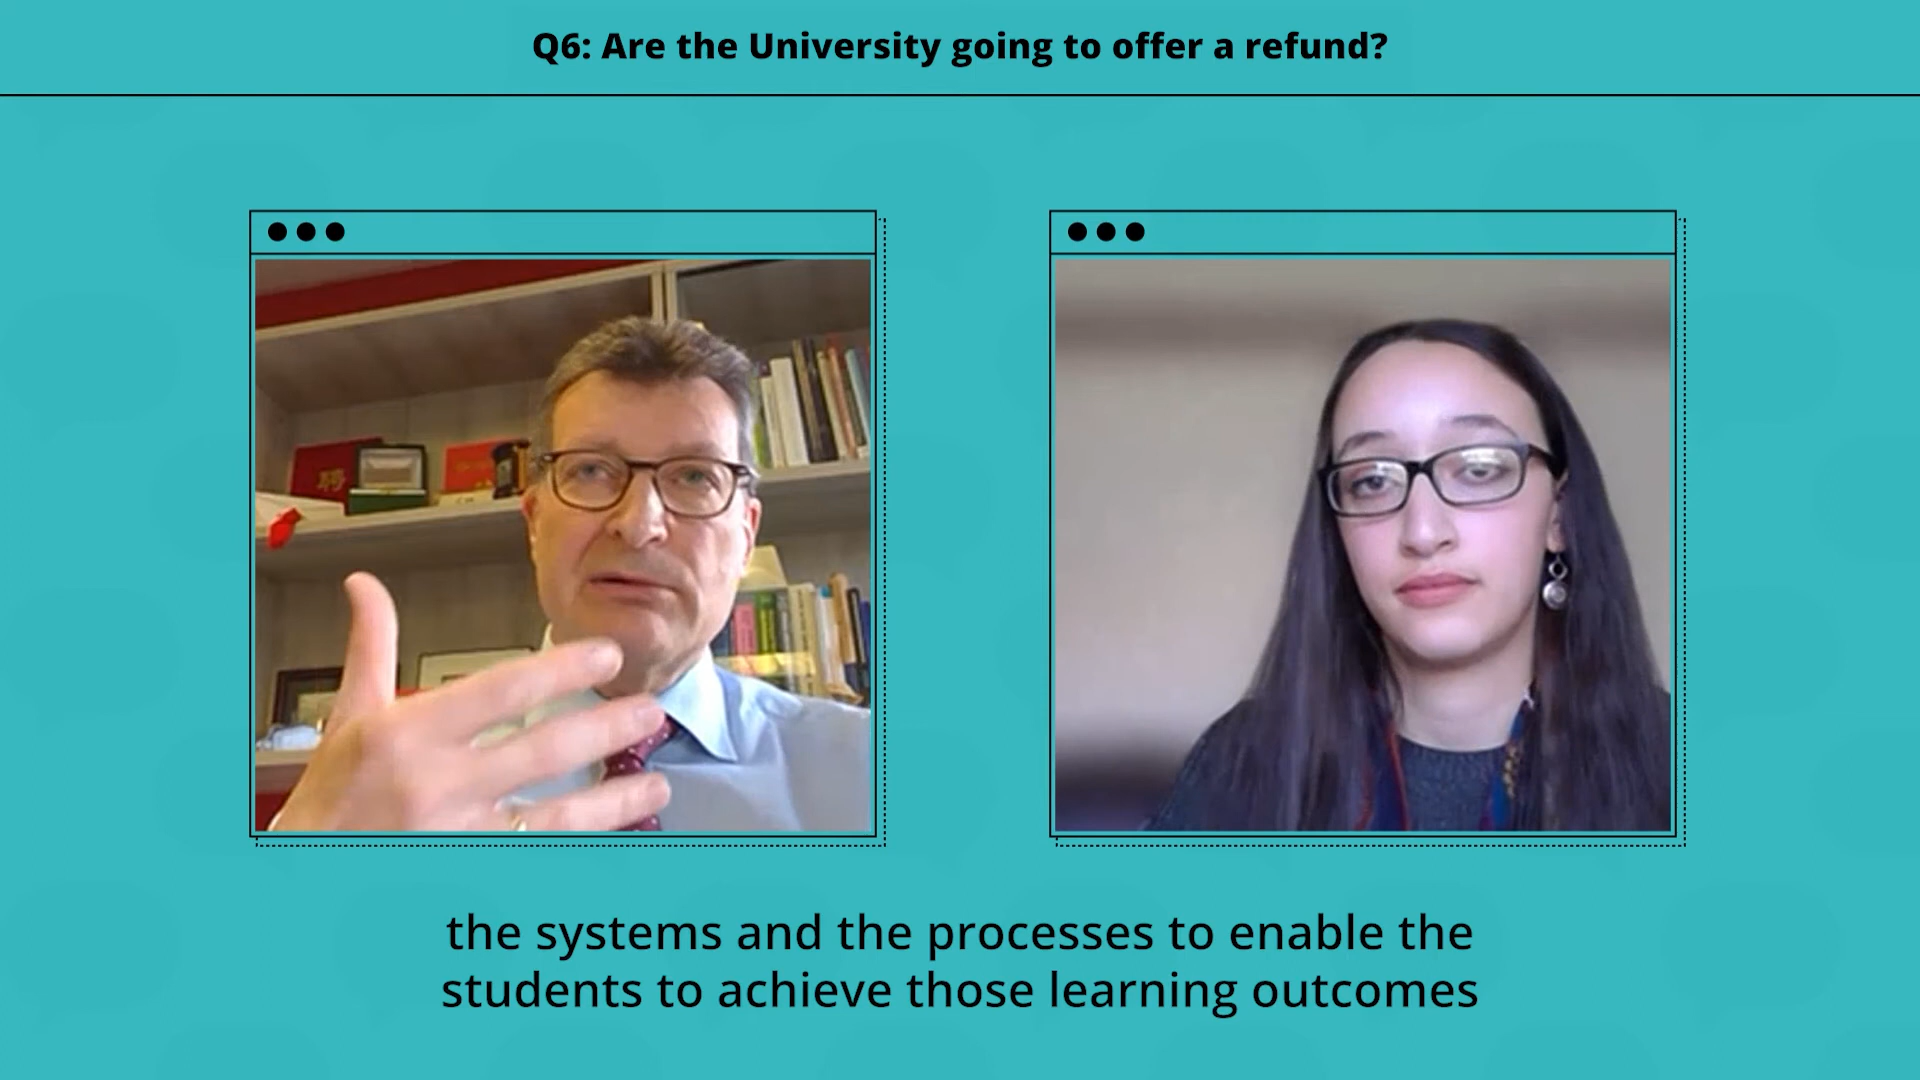 Q6: Are the University going to offer a refund?
the systems and the processes to enable the
students to achieve those learning outcomes